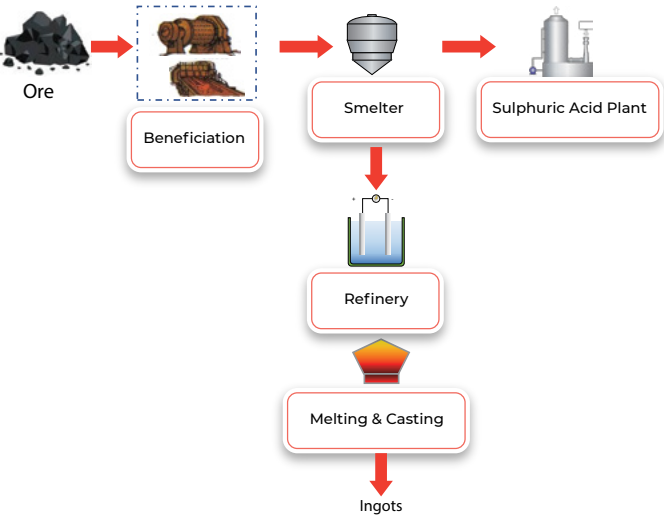 Ore
Beneficiation
Smelter
Sulphuric Acid Plant
+ -
Refinery
Melting & Casting
Ingots